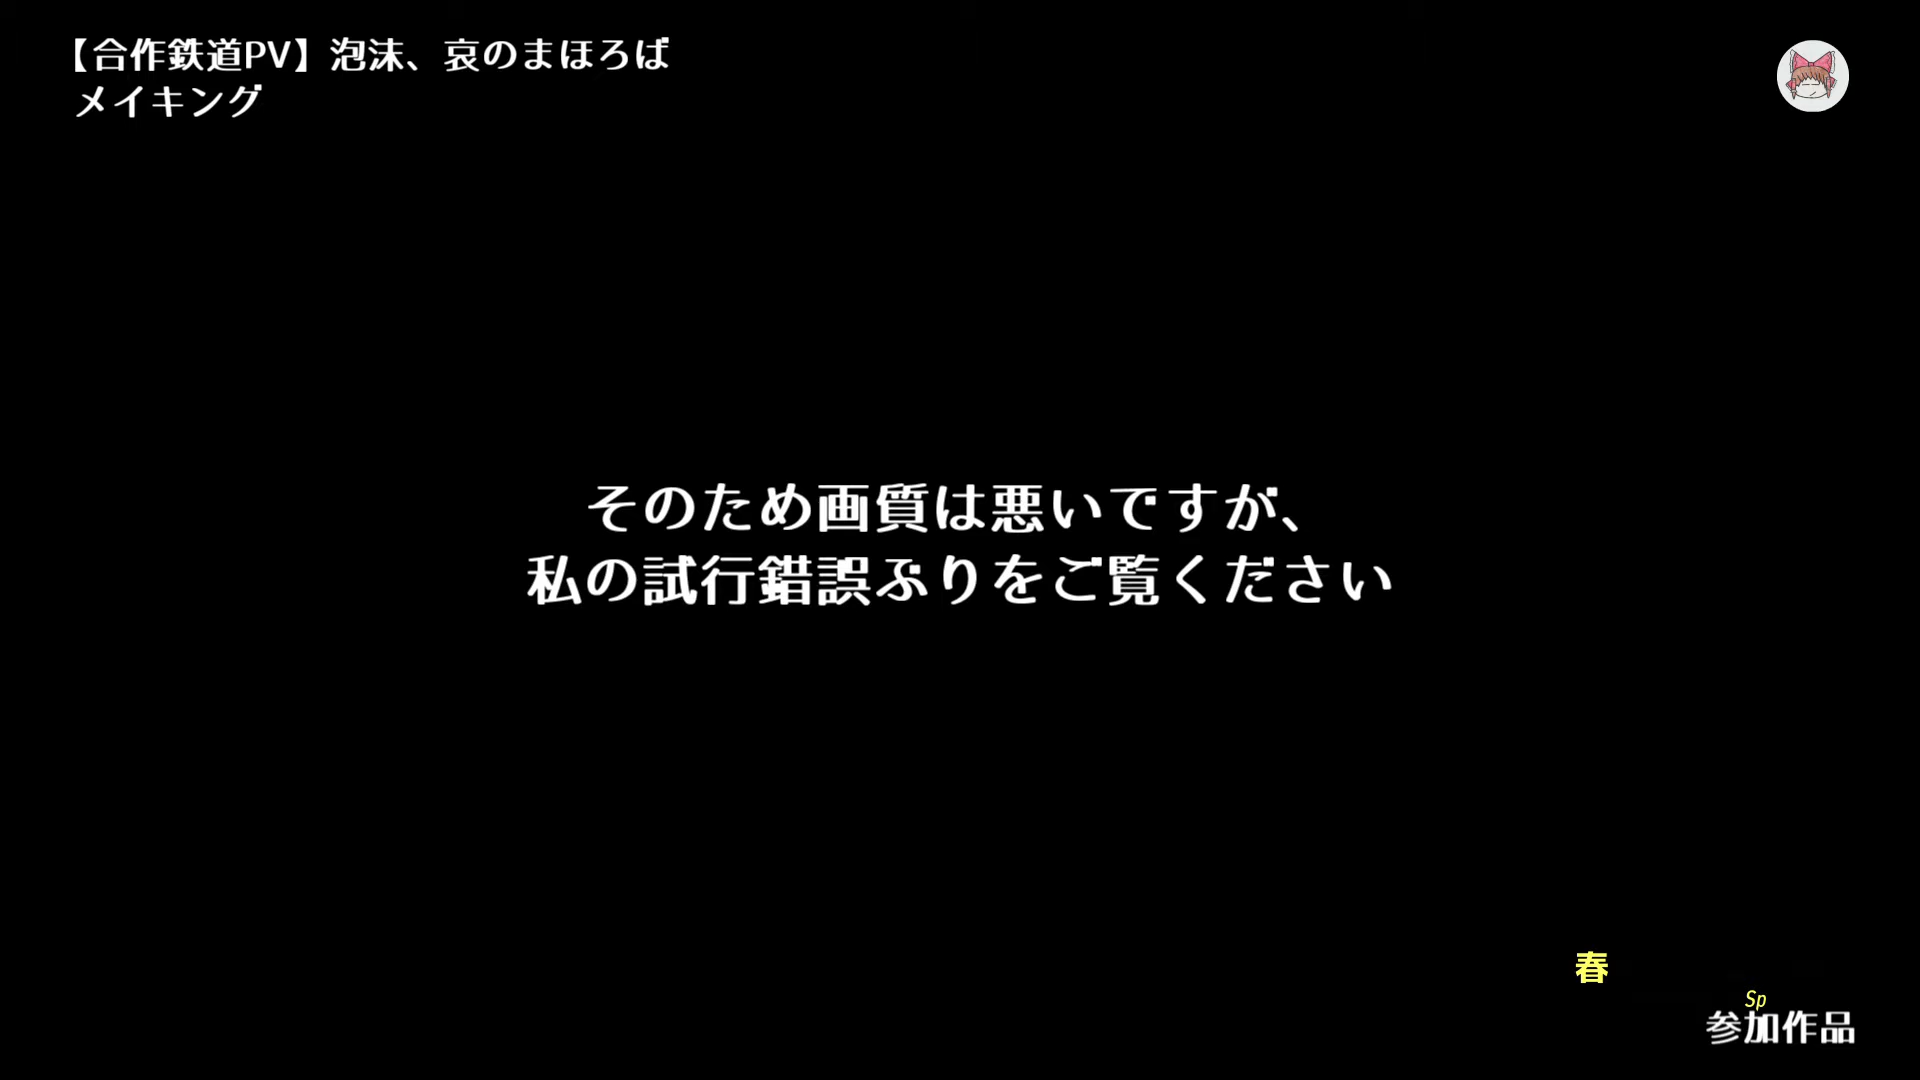 【合作鉄道PV】泡沫、哀のまほろば
メイキング
そのため画質は悪いですが、
私の試行錯誤ぶりをご覧ください
春
Sp
参加作品